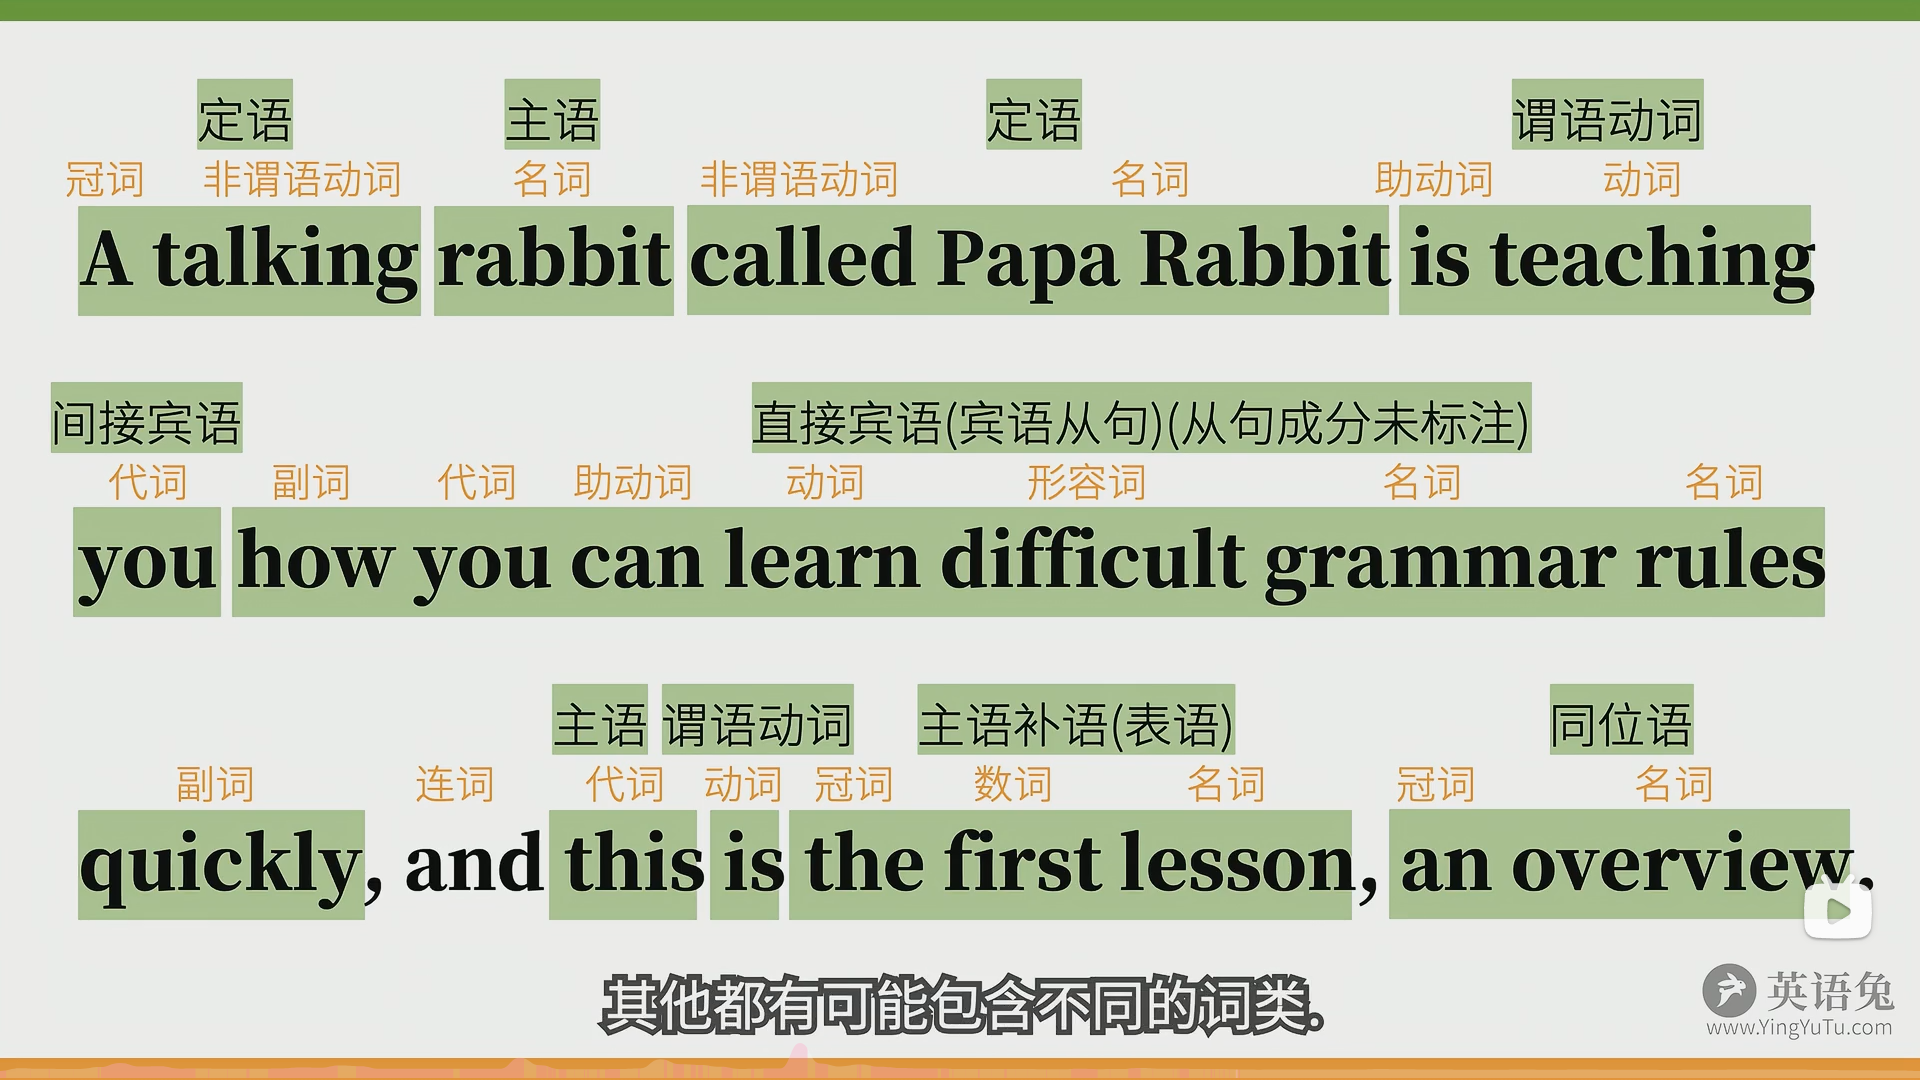 定语 主语 定语 谓语动词
冠词 非谓语动词 名词 非谓语动词 名词 助动词 动词
A talking rabbit called Papa Rabbit is teaching
间接宾语 直接宾语(宾语从句)(从句成分未标注)
代词 副词 代词 助动词 动词 形容词 名词 名词
you how you can learn difficult grammar rules
主语 谓语动词 主语补语(表语) 同位语
副词 连词 代词 动词 冠词 数词 名词 冠词 名词
quickly, and this is the first lesson, an overview.
其他都有可能包含不同的词类.
英语兔
www.YingYuTu.com